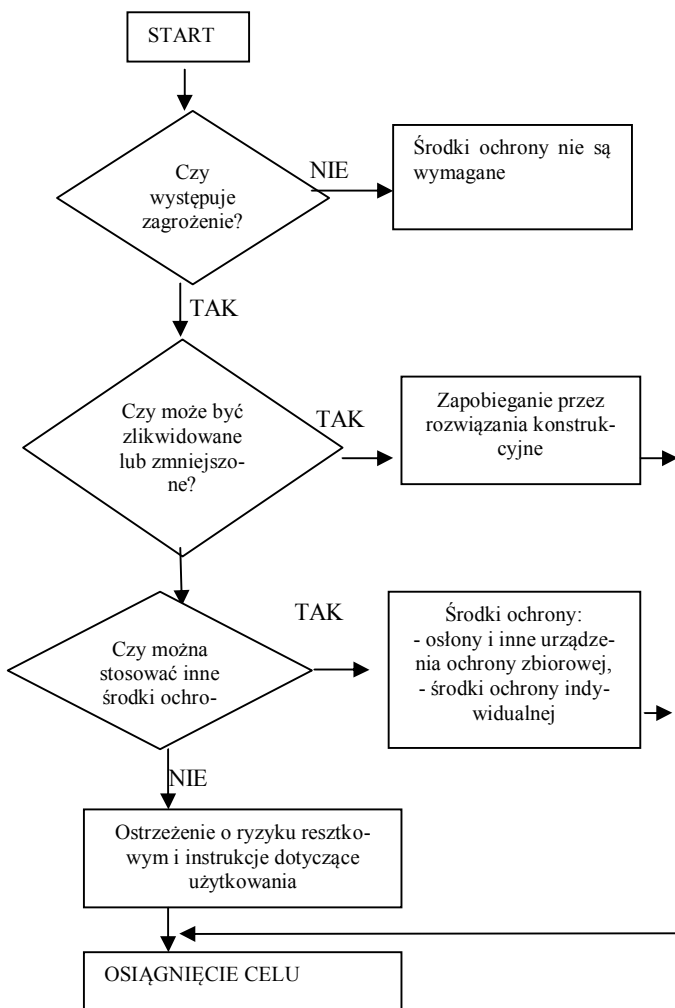 START
Czy
występuje
zagrożenie?
NIE
Środki ochrony nie są
wymagane
TAK
Czy może być
zlikwidowane
lub zmniejszo-
ne?
TAK
Zapobieganie przez
rozwiązania konstruk-
cyjne
Czy można
stosować inne
środki ochro-
TAK
Środki ochrony:
- osłony i inne urządze-
nia ochrony zbiorowej,
- środki ochrony indy-
widualnej
NIE
Ostrzeżenie o ryzyku resztko-
wym i instrukcje dotyczące
użytkowania
OSIĄGNIĘCIE CELU